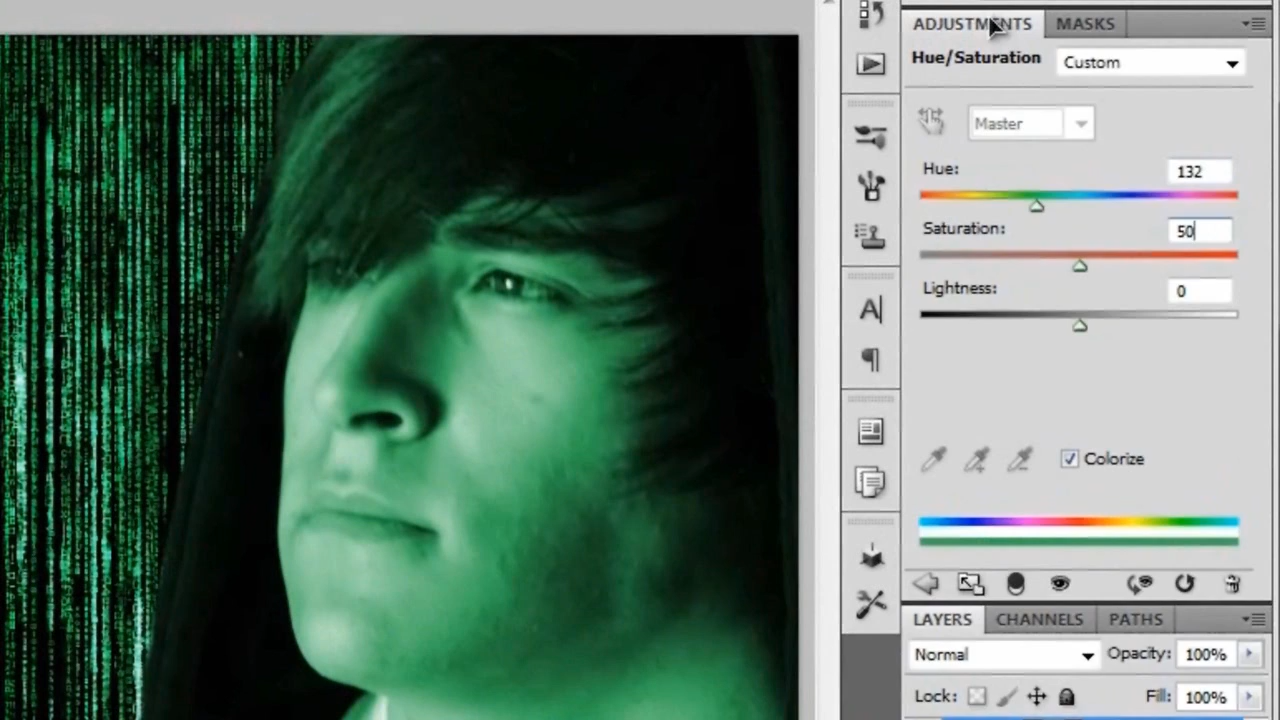 ADJUSTMENTS MASKS
Hue/Saturation Custom
Master
Hue: 132
Saturation: 50
Lightness: 0
Colorize
LAYERS CHANNELS PATHS
Normal Opacity: 100%
Lock: Fill: 100%